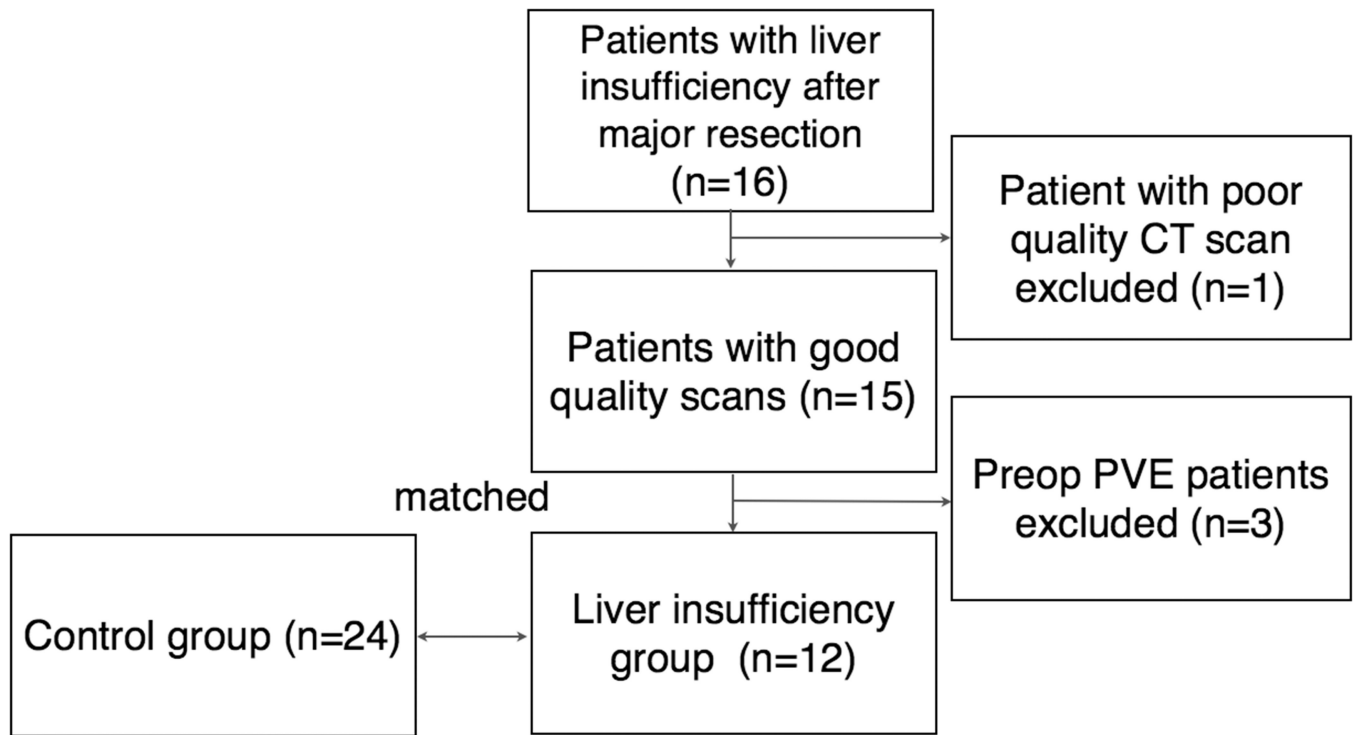 Patients with liver
insufficiency after
major resection
(n=16)
Patient with poor
quality CT scan
excluded (n=1)
Patients with good
quality scans (n=15)
Preop PVE patients
excluded (n=3)
matched
Control group (n=24)
Liver insufficiency
group (n=12)